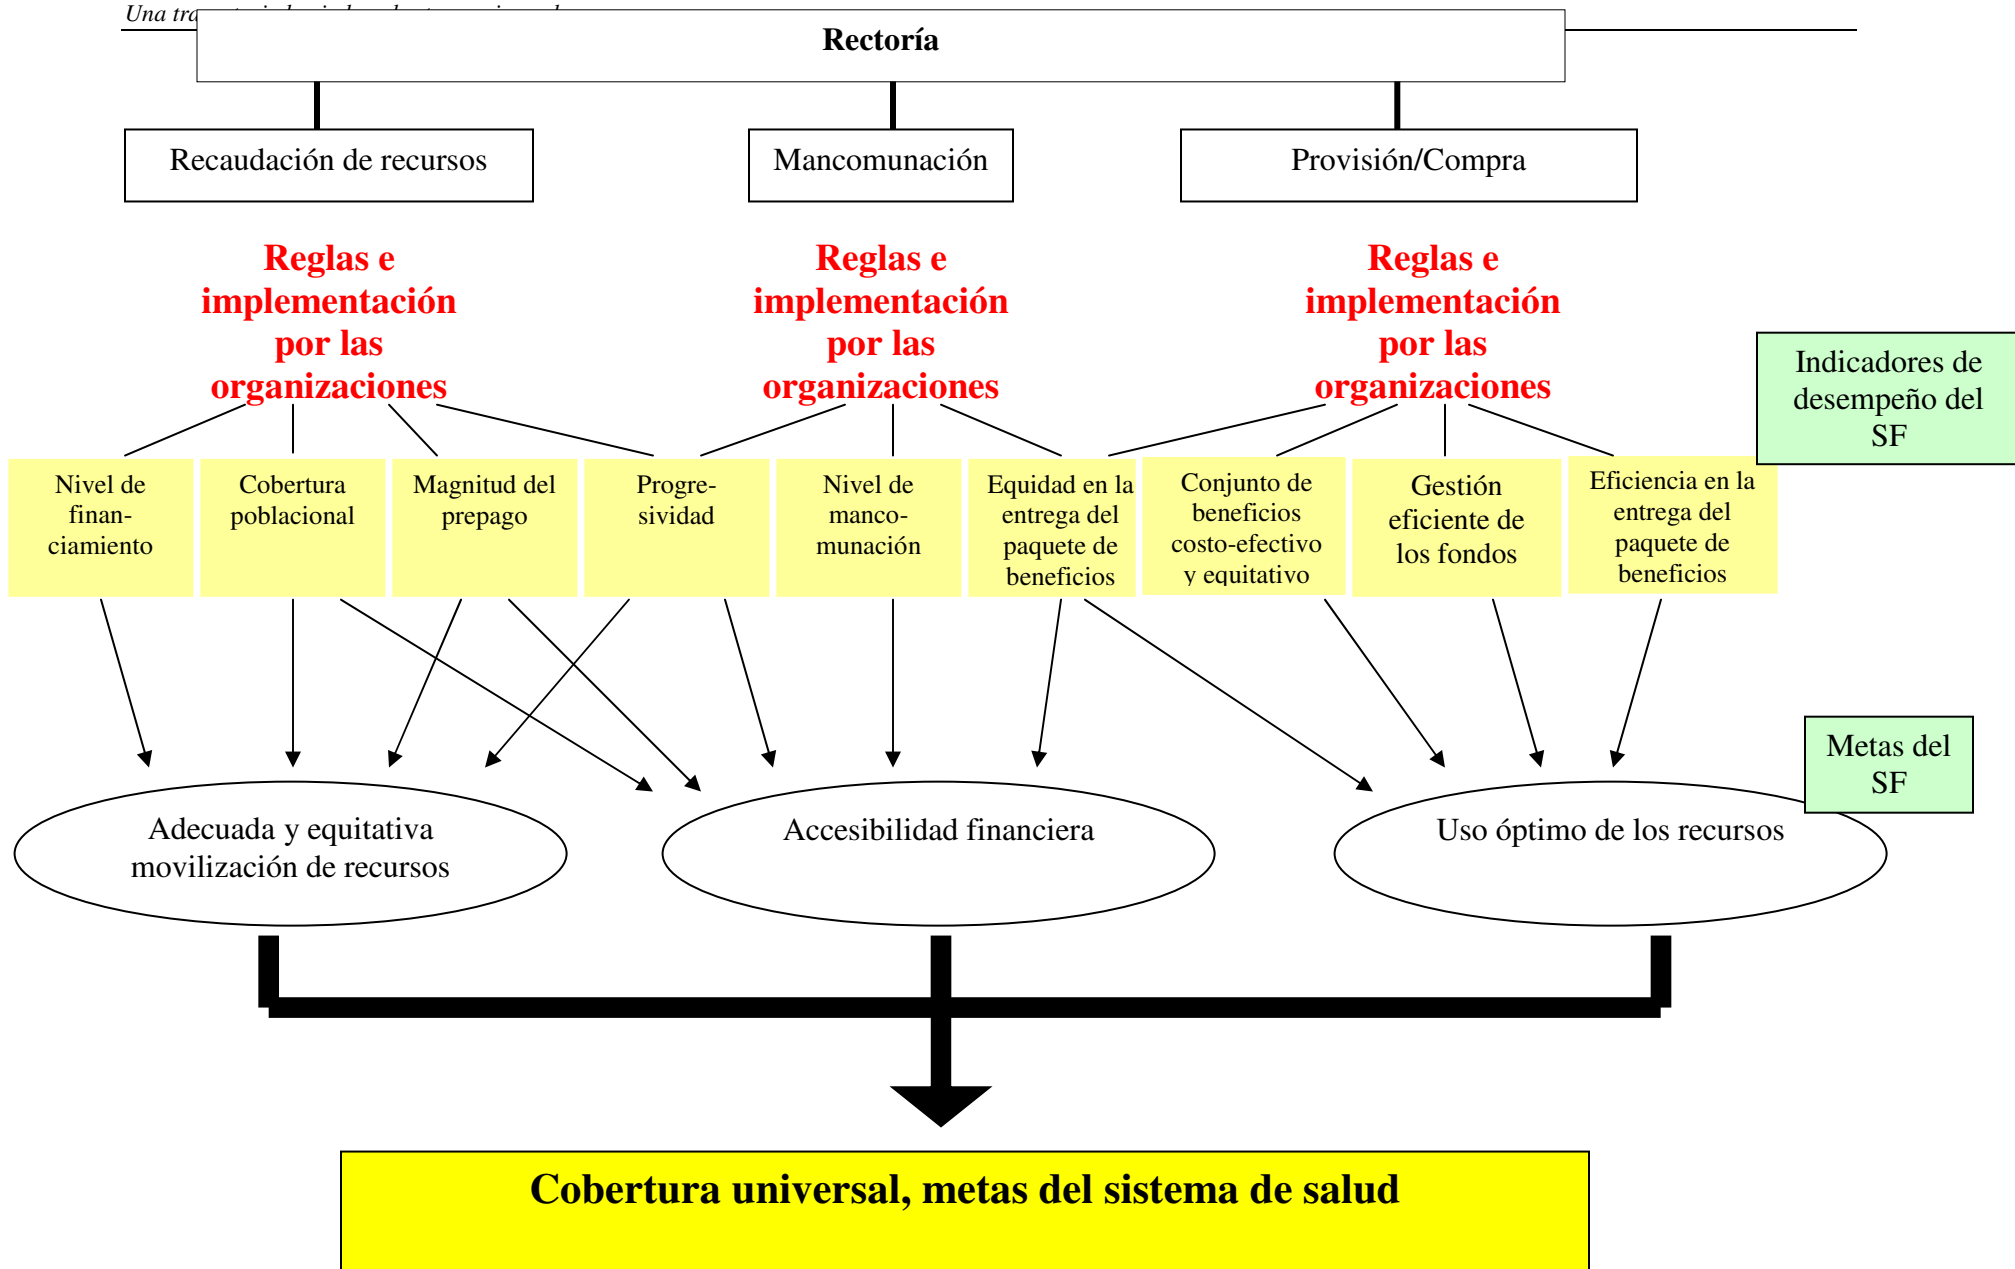 Una
Rectoría
Recaudación de recursos
Mancomunación
Provisión/Compra
Reglas e
implementación
por las
organizaciones
Reglas e
implementación
por las
organizaciones
Reglas e
implementación
por las
organizaciones
Indicadores de
desempeño del
SF
Nivel de
finan-
ciamiento
Cobertura
poblacional
Magnitud del
prepago
Progre-
sividad
Nivel de
manco-
munación
Equidad en la
entrega del
paquete de
beneficios
Conjunto de
beneficios
costo-efectivo
y equitativo
Gestión
eficiente de
los fondos
Eficiencia en la
entrega del
paquete de
beneficios
Metas del
SF
Adecuada y equitativa
movilización de recursos
Accesibilidad financiera
Uso óptimo de los recursos
Cobertura universal, metas del sistema de salud